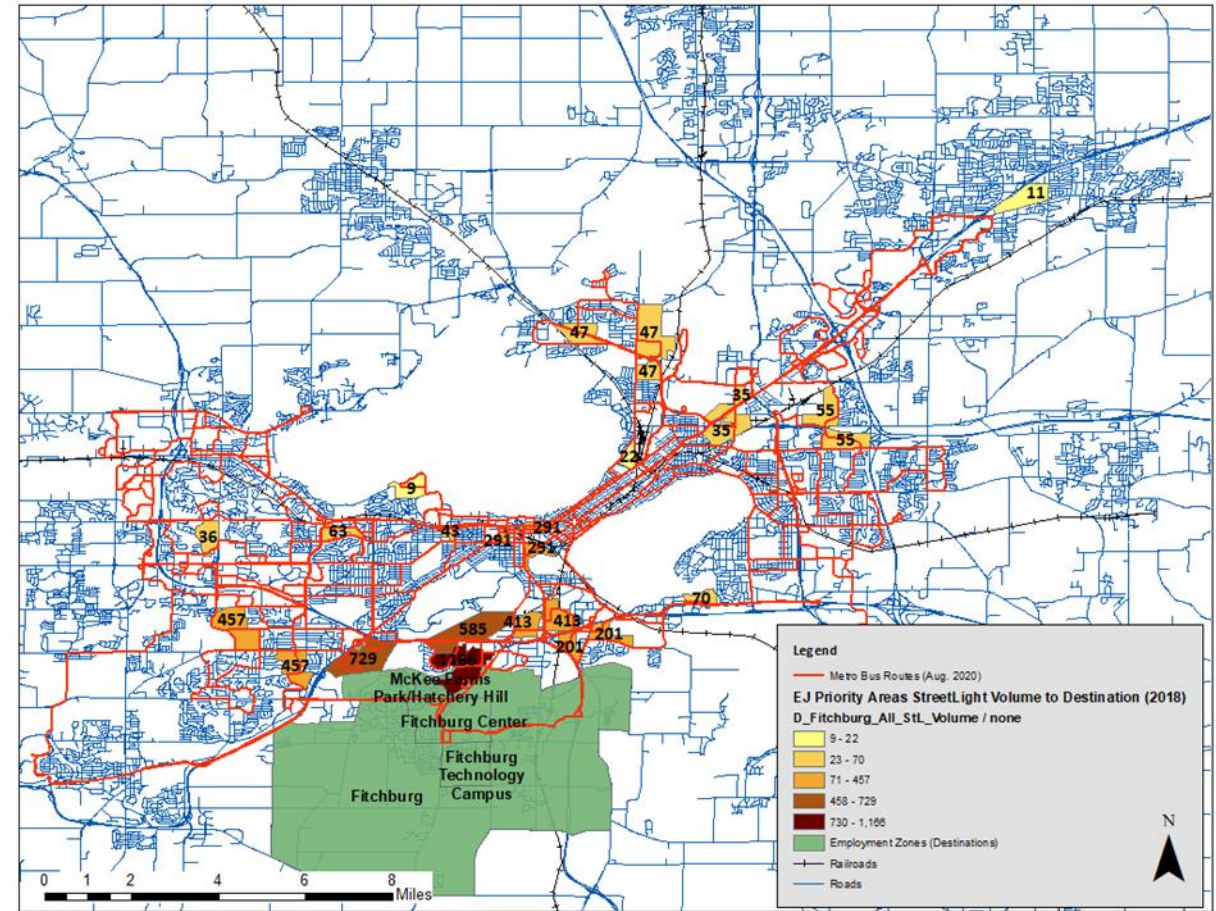 11
47
47
47
35
35
55
55
22
9
36
63
43
291
291
291
70
457
585
413
413
201
201
457
729
1166
McKee Farms
Park/Hatchery Hill
Fitchburg Center
Fitchburg
Technology
Campus
Fitchburg
0 1 2 4 6 8
Miles
Legend
Metro Bus Routes (Aug. 2020)
EJ Priority Areas StreetLight Volume to Destination (2018)
D_Fitchburg_All_StL_Volume / none
9 - 22
23 - 70
71 - 457
458 - 729
730 - 1,166
Employment Zones (Destinations)
Railroads
Roads
N